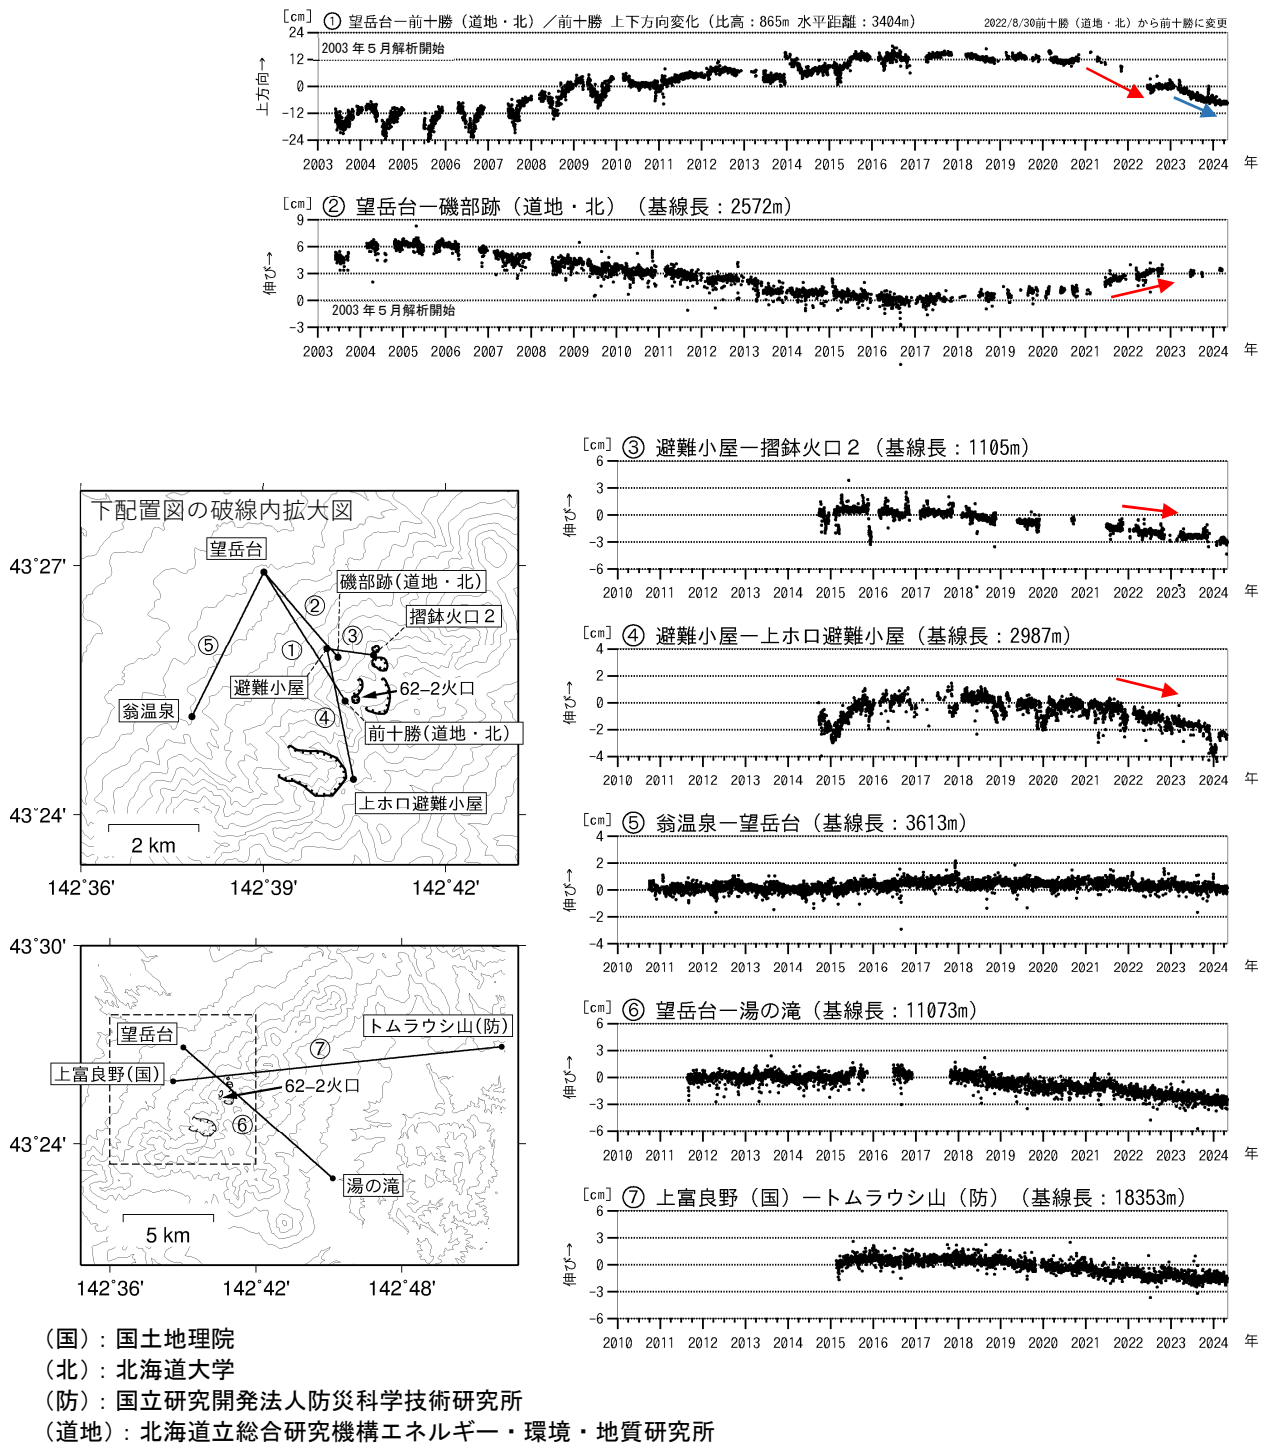 [cm] ① 望岳台ー前十勝（道地・北）／前十勝 上下方向変化（比高：865m 水平距離：3404m）
2022/8/30前十勝（道地・北）から前十勝に変更
2003 年５月解析開始
上方向→
24
12
0
-12
-24
2003 2004 2005 2006 2007 2008 2009 2010 2011 2012 2013 2014 2015 2016 2017 2018 2019 2020 2021 2022 2023 2024 年
[cm] ② 望岳台ー磯部跡（道地・北）（基線長：2572m）
伸び→
9
6
3
0
-3
2003 年５月解析開始
2003 2004 2005 2006 2007 2008 2009 2010 2011 2012 2013 2014 2015 2016 2017 2018 2019 2020 2021 2022 2023 2024 年
[cm] ③ 避難小屋ー摺鉢火口２（基線長：1105m）
伸び→
6
3
0
-3
-6
2010 2011 2012 2013 2014 2015 2016 2017 2018 2019 2020 2021 2022 2023 2024 年
[cm] ④ 避難小屋ー上ホロ避難小屋（基線長：2987m）
伸び→
4
2
0
-2
-4
2010 2011 2012 2013 2014 2015 2016 2017 2018 2019 2020 2021 2022 2023 2024 年
[cm] ⑤ 翁温泉ー望岳台（基線長：3613m）
伸び→
4
2
0
-2
-4
2010 2011 2012 2013 2014 2015 2016 2017 2018 2019 2020 2021 2022 2023 2024 年
[cm] ⑥ 望岳台ー湯の滝（基線長：11073m）
伸び→
6
3
0
-3
-6
2010 2011 2012 2013 2014 2015 2016 2017 2018 2019 2020 2021 2022 2023 2024 年
[cm] ⑦ 上富良野（国）ートムラウシ山（防）（基線長：18353m）
伸び→
6
3
0
-3
-6
2010 2011 2012 2013 2014 2015 2016 2017 2018 2019 2020 2021 2022 2023 2024 年
下配置図の破線内拡大図
望岳台
43˚27'
磯部跡(道地・北)
②
摺鉢火口２
③
⑤
①
避難小屋
62-2火口
翁温泉
④
前十勝(道地・北)
上ホロ避難小屋
43˚24'
2 km
142˚36' 142˚39' 142˚42'
43˚30'
望岳台
トムラウシ山(防)
⑦
上富良野(国)
62-2火口
⑥
43˚24'
湯の滝
5 km
142˚36' 142˚42' 142˚48'
（国）：国土地理院
（北）：北海道大学
（防）：国立研究開発法人防災科学技術研究所
（道地）：北海道立総合研究機構エネルギー・環境・地質研究所